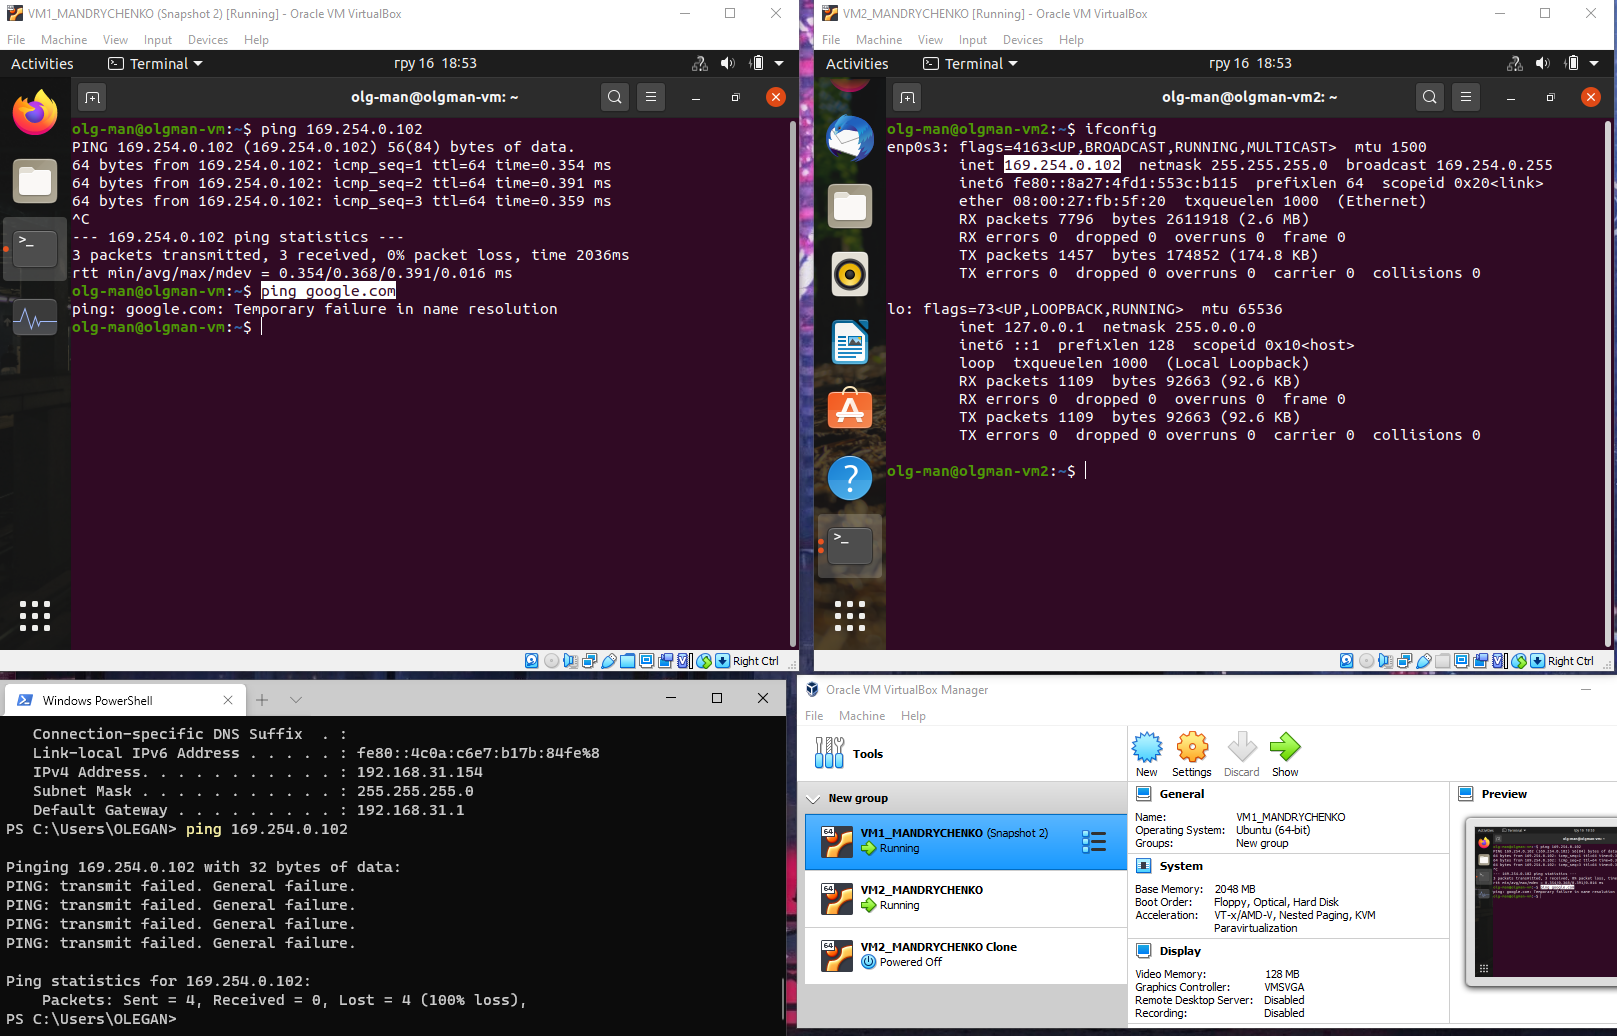 VM1_MANDRYCHENKO (Snapshot 2) [Running] - Oracle VM VirtualBox
File Machine View Input Devices Help
Activities Terminal гру 16 18:53
olg-man@olgman-vm: ~
olg-man@olgman-vm:~$ ping 169.254.0.102
PING 169.254.0.102 (169.254.0.102) 56(84) bytes of data.
64 bytes from 169.254.0.102: icmp_seq=1 ttl=64 time=0.354 ms
64 bytes from 169.254.0.102: icmp_seq=2 ttl=64 time=0.391 ms
64 bytes from 169.254.0.102: icmp_seq=3 ttl=64 time=0.359 ms
^C
--- 169.254.0.102 ping statistics ---
3 packets transmitted, 3 received, 0% packet loss, time 2036ms
rtt min/avg/max/mdev = 0.354/0.368/0.391/0.016 ms
olg-man@olgman-vm:~$ ping google.com
ping: google.com: Temporary failure in name resolution
olg-man@olgman-vm:~$
Right Ctrl
VM2_MANDRYCHENKO [Running] - Oracle VM VirtualBox
File Machine View Input Devices Help
Activities Terminal гру 16 18:53
olg-man@olgman-vm2: ~
olg-man@olgman-vm2:~$ ifconfig
enp0s3: flags=4163<UP,BROADCAST,RUNNING,MULTICAST> mtu 1500
inet 169.254.0.102 netmask 255.255.255.0 broadcast 169.254.0.255
inet6 fe80::8a27:4fd1:553c:b115 prefixlen 64 scopeid 0x20<link>
ether 08:00:27:fb:5f:20 txqueuelen 1000 (Ethernet)
RX packets 7796 bytes 2611918 (2.6 MB)
RX errors 0 dropped 0 overruns 0 frame 0
TX packets 1457 bytes 174852 (174.8 KB)
TX errors 0 dropped 0 overruns 0 carrier 0 collisions 0
lo: flags=73<UP,LOOPBACK,RUNNING> mtu 65536
inet 127.0.0.1 netmask 255.0.0.0
inet6 ::1 prefixlen 128 scopeid 0x10<host>
loop txqueuelen 1000 (Local Loopback)
RX packets 1109 bytes 92663 (92.6 KB)
RX errors 0 dropped 0 overruns 0 frame 0
TX packets 1109 bytes 92663 (92.6 KB)
TX errors 0 dropped 0 overruns 0 carrier 0 collisions 0
olg-man@olgman-vm2:~$
Right Ctrl
Windows PowerShell
Connection-specific DNS Suffix . :
Link-local IPv6 Address . . . . . : fe80::4c0a:c6e7:b17b:84fe%8
IPv4 Address. . . . . . . . . . . : 192.168.31.154
Subnet Mask . . . . . . . . . . . : 255.255.255.0
Default Gateway . . . . . . . . . : 192.168.31.1
PS C:\Users\OLEGAN> ping 169.254.0.102
Pinging 169.254.0.102 with 32 bytes of data:
PING: transmit failed. General failure.
PING: transmit failed. General failure.
PING: transmit failed. General failure.
PING: transmit failed. General failure.
Ping statistics for 169.254.0.102:
Packets: Sent = 4, Received = 0, Lost = 4 (100% loss),
PS C:\Users\OLEGAN>
Oracle VM VirtualBox Manager
File Machine Help
Tools
New Settings Discard Show
New group
64 VM1_MANDRYCHENKO (Snapshot 2)
Running
64 VM2_MANDRYCHENKO
Running
64 VM2_MANDRYCHENKO Clone
Powered Off
General
Name: VM1_MANDRYCHENKO
Operating System: Ubuntu (64-bit)
Groups: New group
System
Base Memory: 2048 MB
Boot Order: Floppy, Optical, Hard Disk
Acceleration: VT-x/AMD-V, Nested Paging, KVM
Paravirtualization
Display
Video Memory: 128 MB
Graphics Controller: VMSVGA
Remote Desktop Server: Disabled
Recording: Disabled
Preview